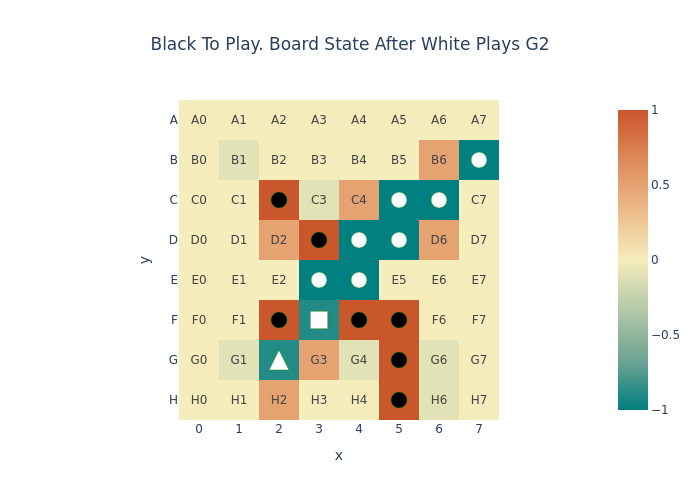 Black To Play. Board State After White Plays G2
A A0 A1 A2 A3 A4 A5 A6 A7
B B0 B1 B2 B3 B4 B5 B6
C C0 C1 C3 C4 C7
D D0 D1 D2 D6 D7
E E0 E1 E2 E5 E6 E7
F F0 F1 F6 F7
G G0 G1 G3 G4 G6 G7
H H0 H1 H2 H3 H4 H6 H7
0 1 2 3 4 5 6 7
x
y
1
0.5
0
−0.5
−1